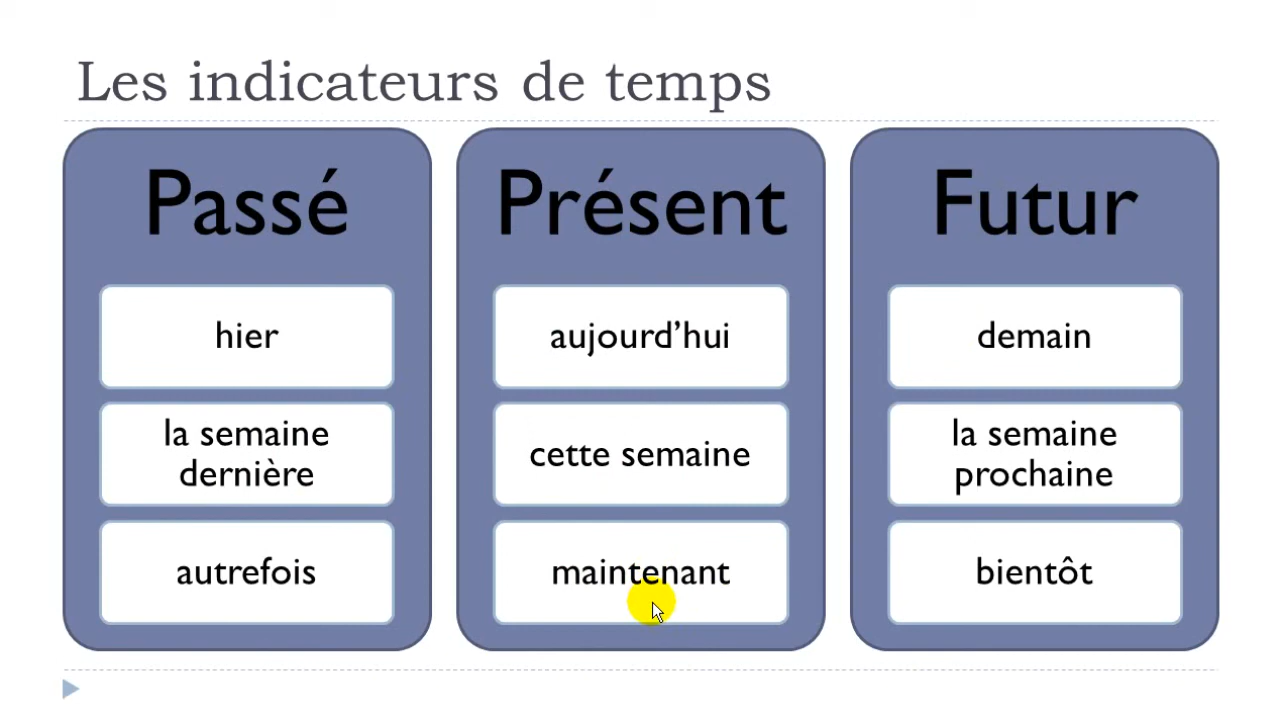 Les indicateurs de temps
Passé
hier
la semaine
dernière
autrefois
Présent
aujourd’hui
cette semaine
maintenant
Futur
demain
la semaine
prochaine
bientôt